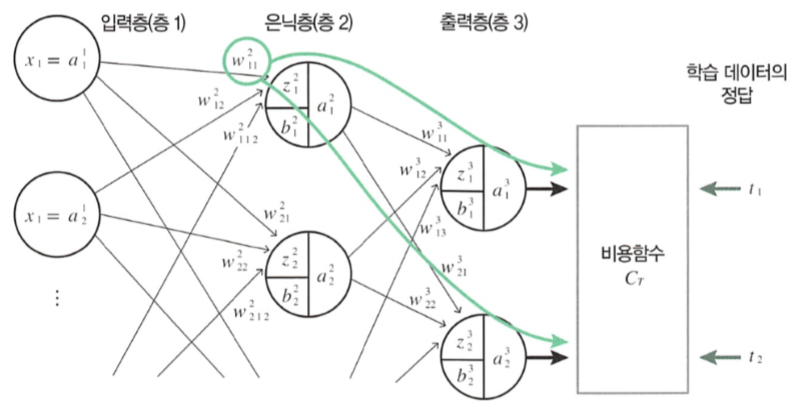 입력층(층 1)
은닉층(층 2)
출력층(층 3)
x₁ = a¹₁
w²₁₁
z²₁
a²₁
b²₁
w²₁₂
w²₁₁₂
w³₁₁
w³₁₂
z³₁
a³₁
b³₁
w³₁₃
학습 데이터의
정답
t₁
x₁ = a¹₂
w²₂₁
w²₂₂
z²₂
a²₂
b²₂
w²₂₁₂
w³₂₁
w³₂₂
z³₂
a³₂
b³₂
비용함수
C_T
t₂
⋮